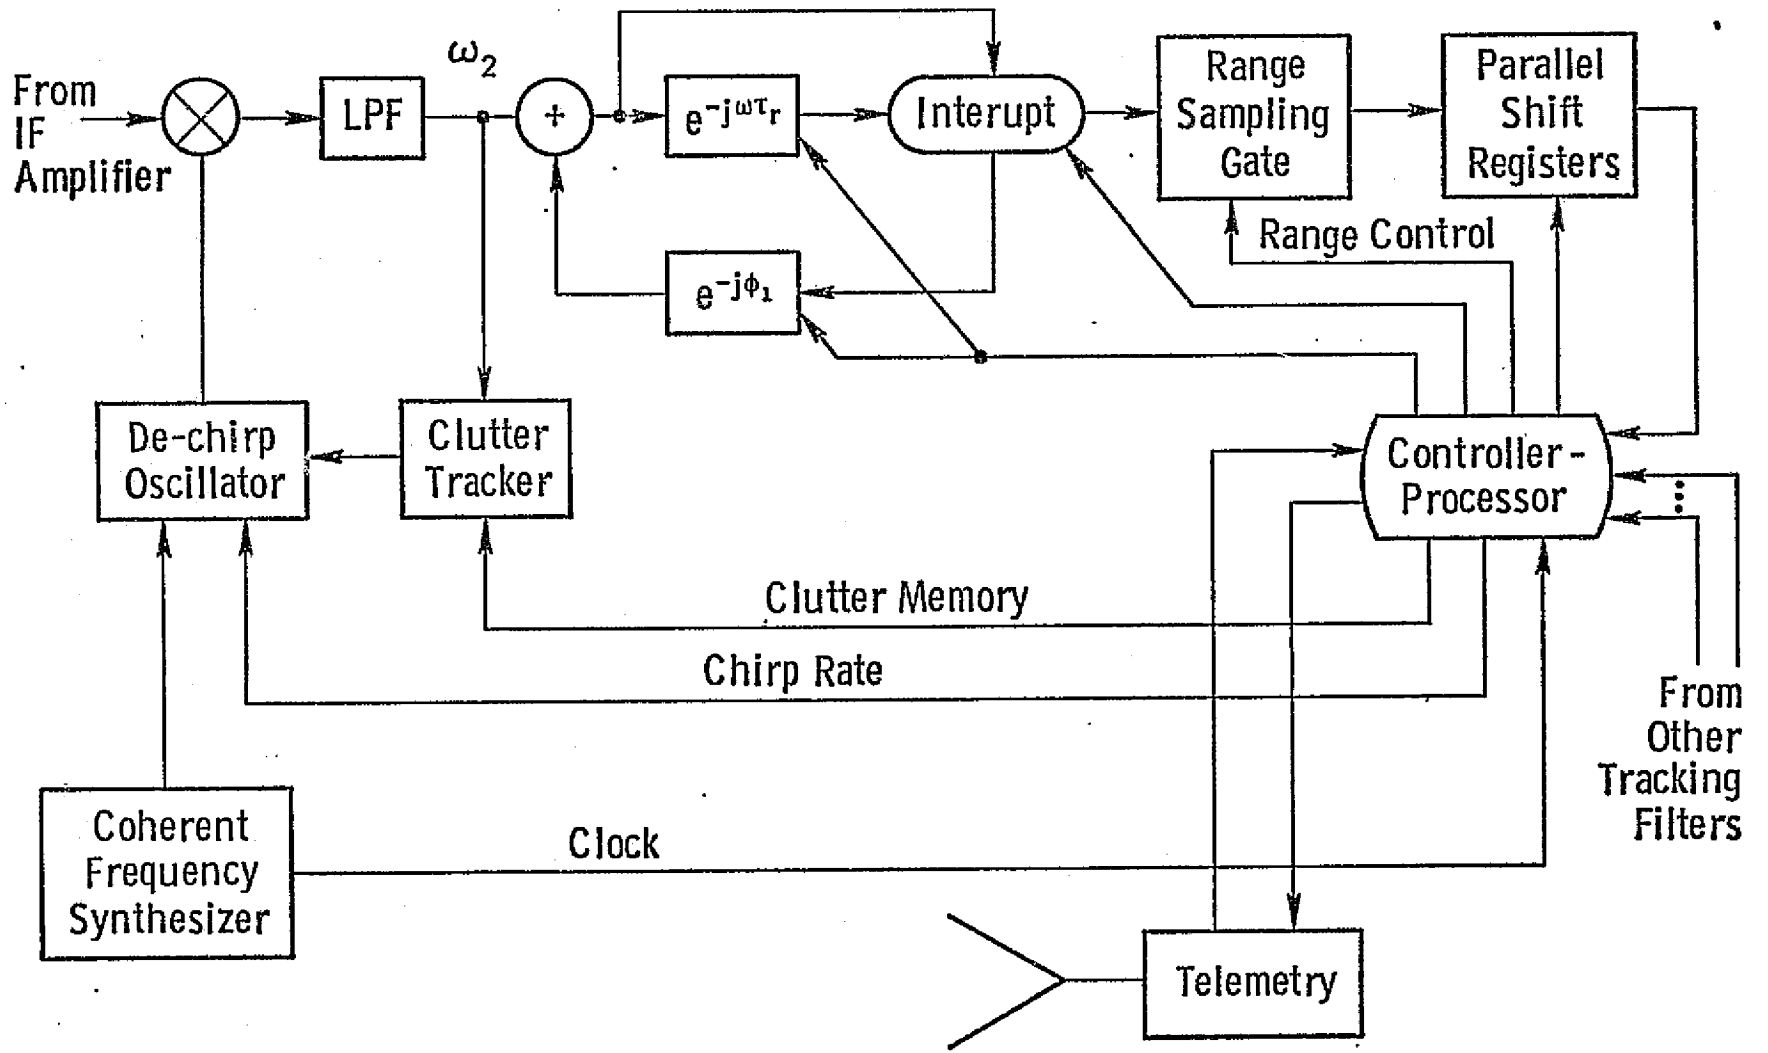 From
IF
Amplifier
LPF
ω₂
+
e^-jωτ_r
Interupt
Range
Sampling
Gate
Parallel
Shift
Registers
Range Control
e^-jϕ₁
De-chirp
Oscillator
Clutter
Tracker
Controller-
Processor
Clutter Memory
Chirp Rate
From
Other
Tracking
Filters
Coherent
Frequency
Synthesizer
Clock
Telemetry